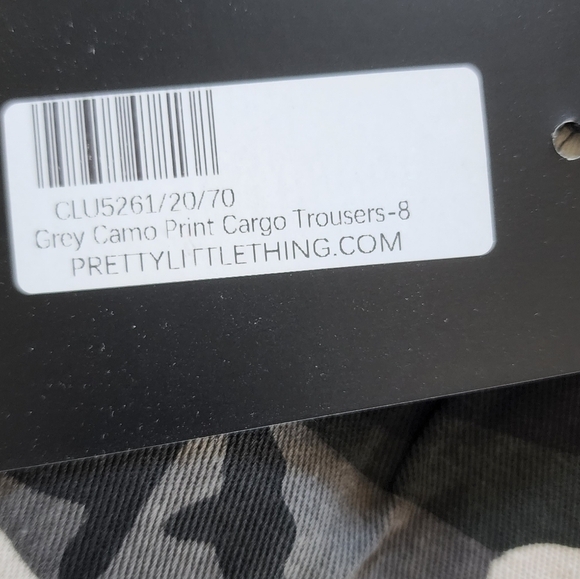 CLU5261/20/70
Grey Camo Print Cargo Trousers-8
PRETTYLITTLETHING.COM